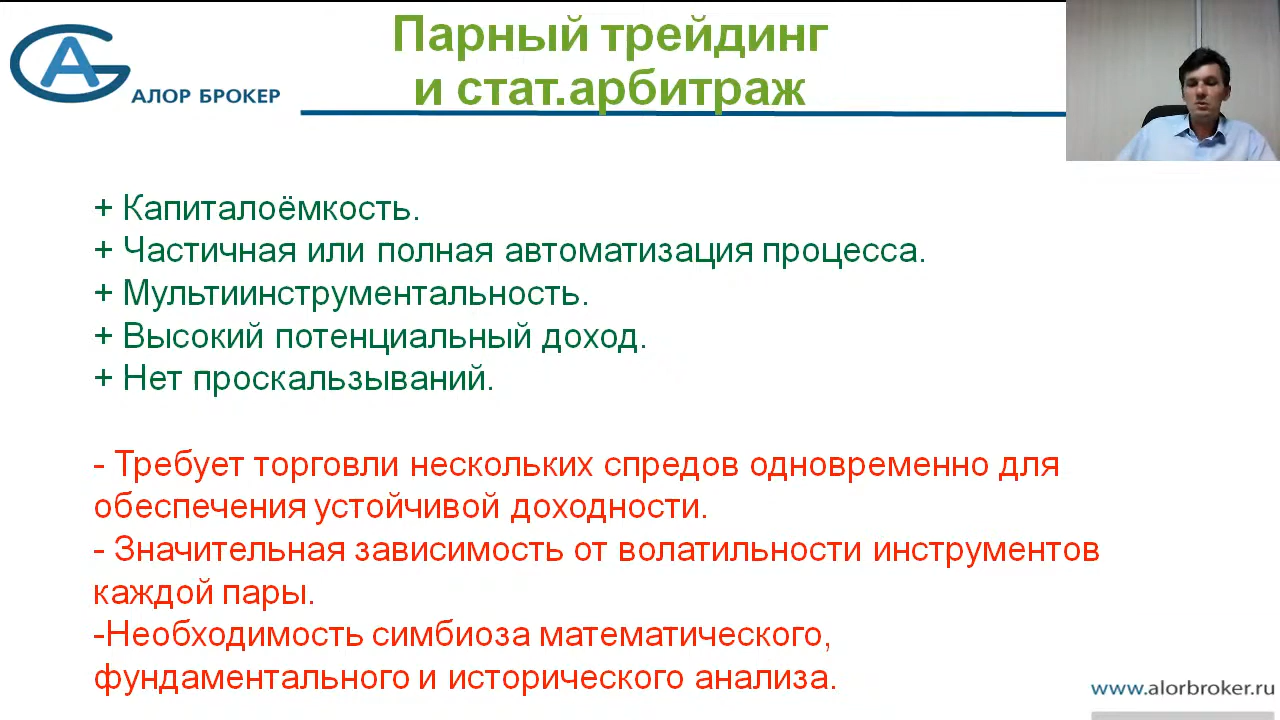 Парный трейдинг
и стат.арбитраж
АЛОР БРОКЕР
+ Капиталоёмкость.
+ Частичная или полная автоматизация процесса.
+ Мультиинструментальность.
+ Высокий потенциальный доход.
+ Нет проскальзываний.
- Требует торговли нескольких спредов одновременно для
обеспечения устойчивой доходности.
- Значительная зависимость от волатильности инструментов
каждой пары.
-Необходимость симбиоза математического,
фундаментального и исторического анализа.
www.alorbroker.ru